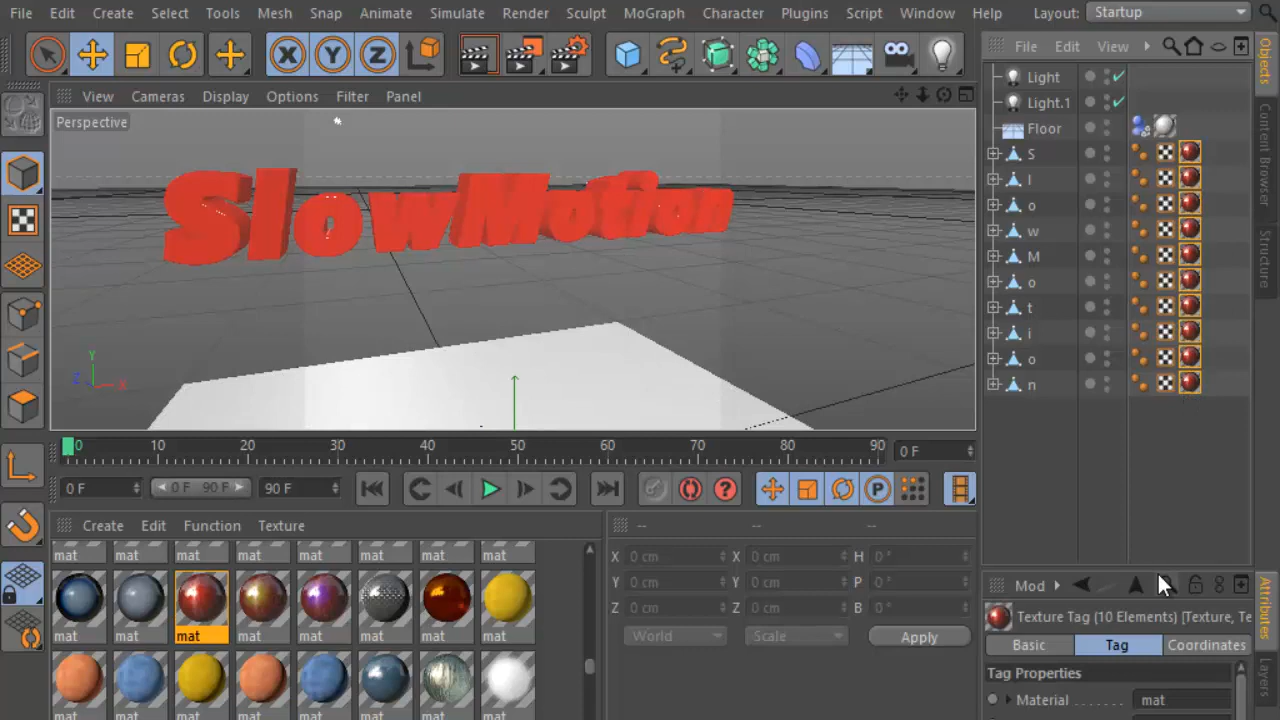 File Edit Create Select Tools Mesh Snap Animate Simulate Render Sculpt MoGraph Character Plugins Script Window Help Layout: Startup
X Y Z
File Edit View
View Cameras Display Options Filter Panel
Perspective
SlowMotion
Y
Z
X
Light
Light.1
Floor
S
l
o
w
M
o
t
i
o
n
Objects
Content Browser
Structure
0 10 20 30 40 50 60 70 80 90 0 F
0 F 0 F 90 F 90 F ? P
Create Edit Function Texture -- -- --
mat mat mat mat mat mat mat mat
mat mat mat mat mat mat mat mat
X 0 cm X 0 cm H 0 °
Y 0 cm Y 0 cm P 0 °
Z 0 cm Z 0 cm B 0 °
World Scale Apply
Mod
Texture Tag (10 Elements) [Texture, Te
Basic Tag Coordinates
Tag Properties
Material mat
Attributes
Layers